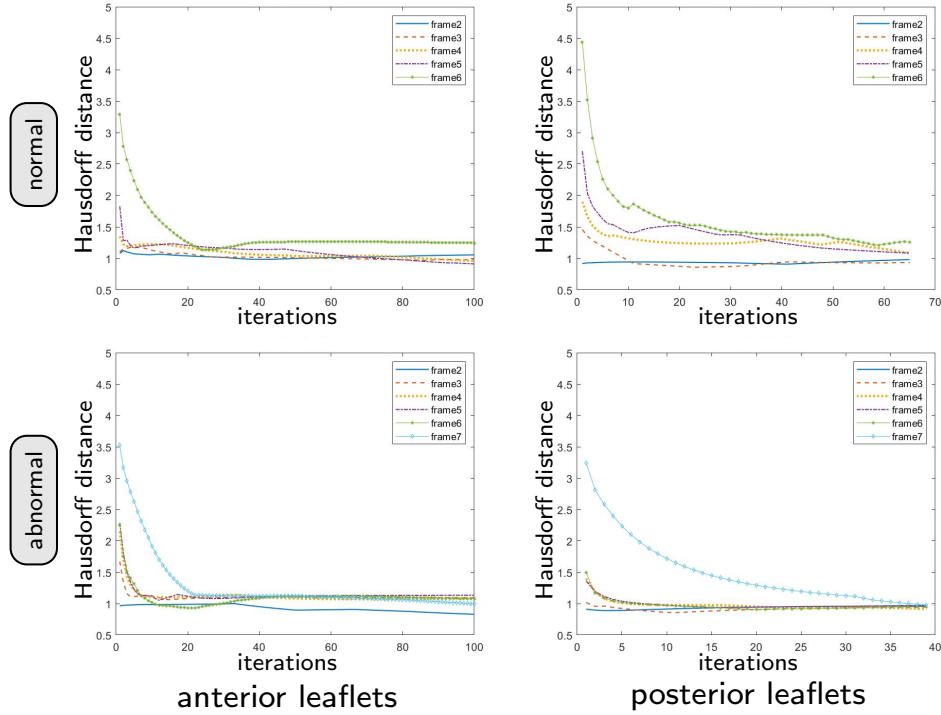 5
4.5
4
3.5
3
2.5
2
1.5
1
0.5
0 20 40 60 80 100
Hausdorff distance
iterations
frame2
frame3
frame4
frame5
frame6
5
4.5
4
3.5
3
2.5
2
1.5
1
0.5
0 10 20 30 40 50 60 70
Hausdorff distance
iterations
frame2
frame3
frame4
frame5
frame6
normal
5
4.5
4
3.5
3
2.5
2
1.5
1
0.5
0 20 40 60 80 100
Hausdorff distance
iterations
frame2
frame3
frame4
frame5
frame6
frame7
5
4.5
4
3.5
3
2.5
2
1.5
1
0.5
0 5 10 15 20 25 30 35 40
Hausdorff distance
iterations
frame2
frame3
frame4
frame5
frame6
frame7
abnormal
anterior leaflets
posterior leaflets